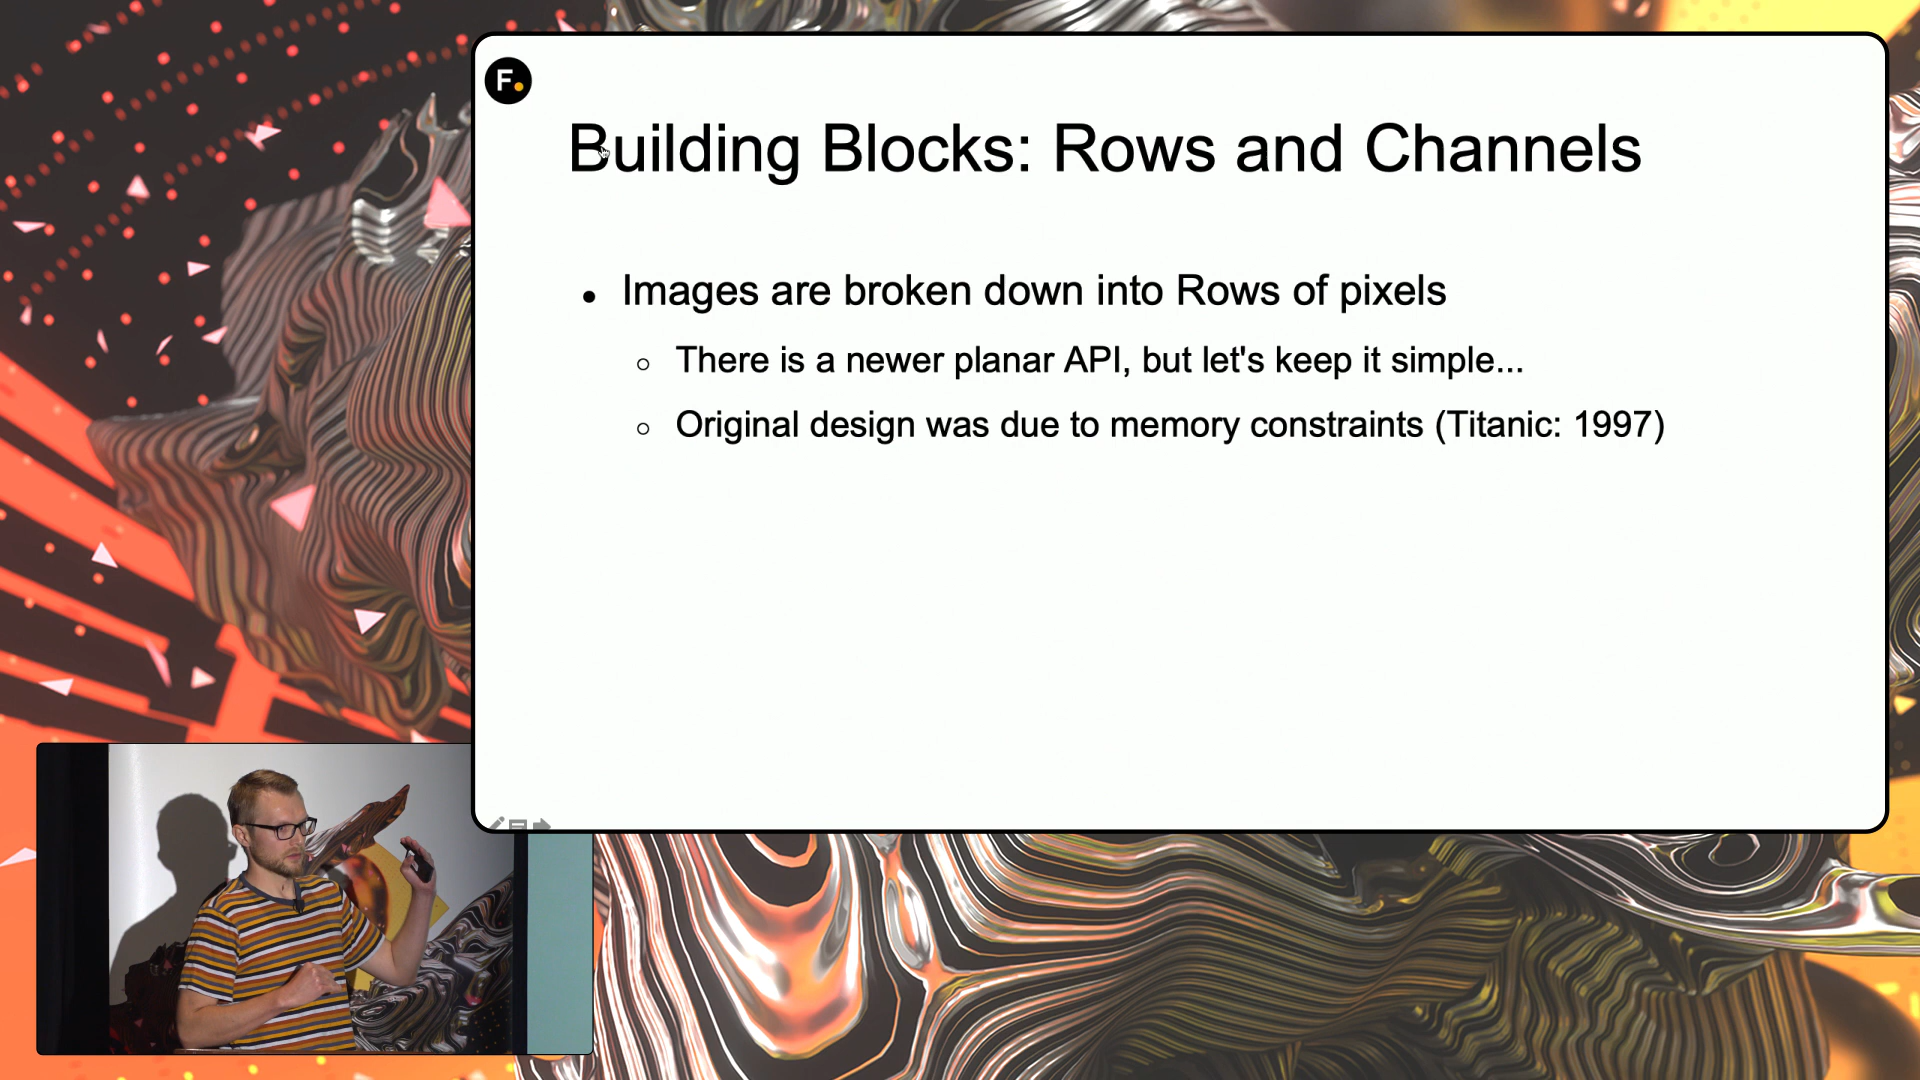 F.
Building Blocks: Rows and Channels
Images are broken down into Rows of pixels
There is a newer planar API, but let's keep it simple...
Original design was due to memory constraints (Titanic: 1997)